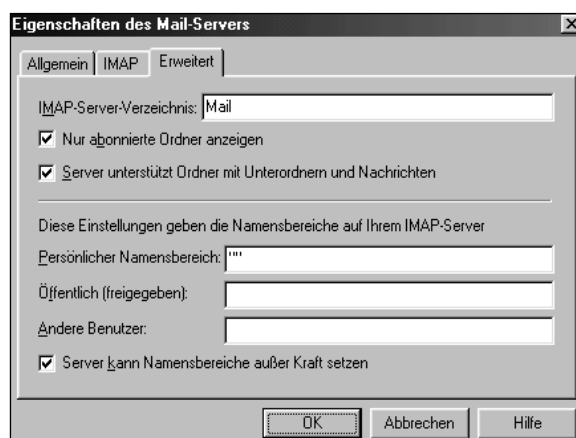 Eigenschaften des Mail-Servers
Allgemein IMAP Erweitert
IMAP-Server-Verzeichnis: Mail
Nur abonnierte Ordner anzeigen
Server unterstützt Ordner mit Unterordnern und Nachrichten
Diese Einstellungen geben die Namensbereiche auf Ihrem IMAP-Server
Persönlicher Namensbereich: ""
Öffentlich (freigegeben):
Andere Benutzer:
Server kann Namensbereiche außer Kraft setzen
OK Abbrechen Hilfe